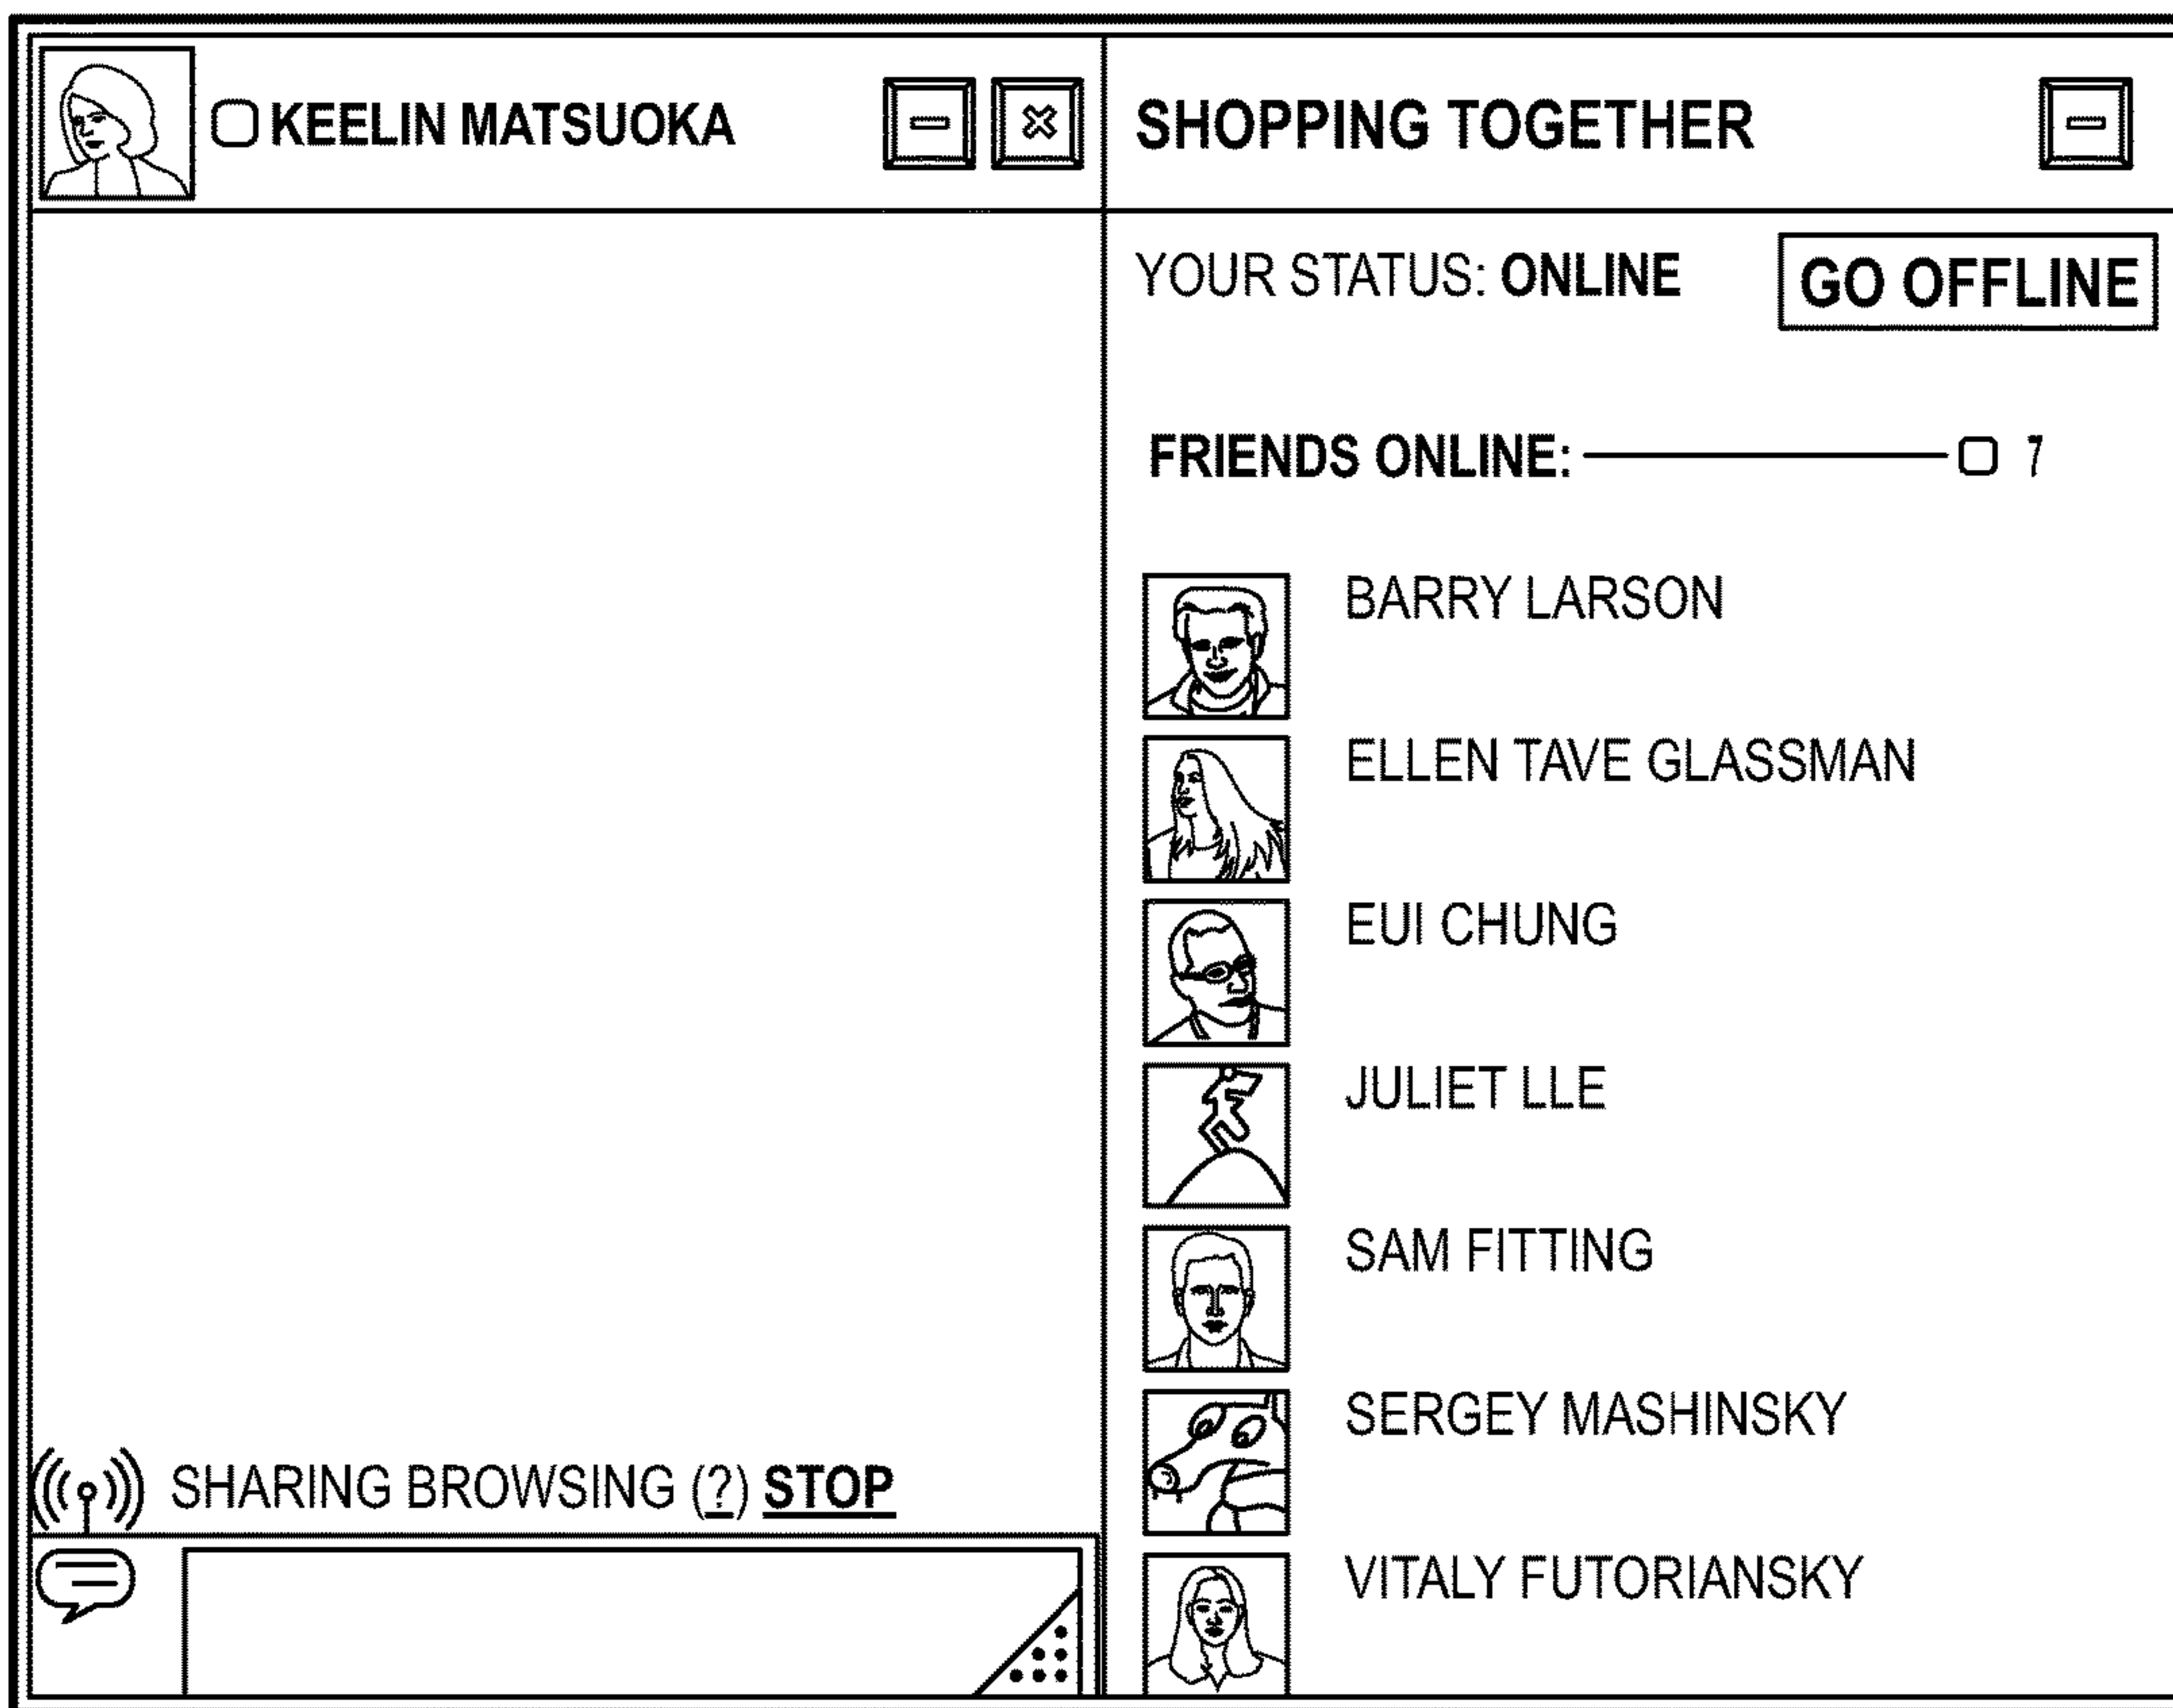 KEELIN MATSUOKA
SHARING BROWSING (?) STOP
SHOPPING TOGETHER
YOUR STATUS: ONLINE
GO OFFLINE
FRIENDS ONLINE: 7
BARRY LARSON
ELLEN TAVE GLASSMAN
EUI CHUNG
JULIET LLE
SAM FITTING
SERGEY MASHINSKY
VITALY FUTORIANSKY